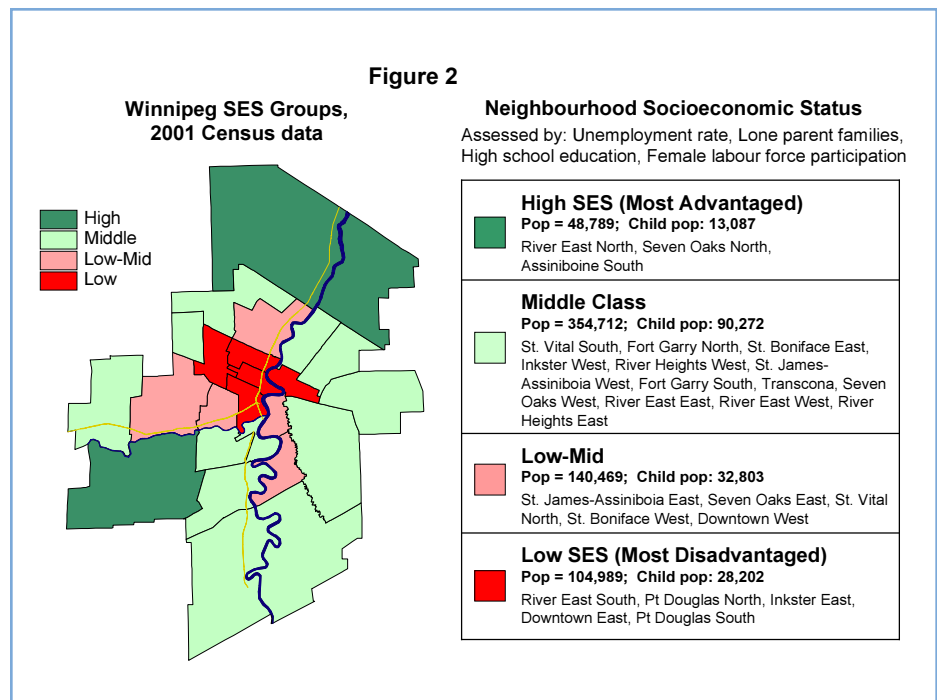 Figure 2
Winnipeg SES Groups,
2001 Census data
High
Middle
Low-Mid
Low
Neighbourhood Socioeconomic Status
Assessed by: Unemployment rate, Lone parent families,
High school education, Female labour force participation
High SES (Most Advantaged)
Pop = 48,789; Child pop: 13,087
River East North, Seven Oaks North,
Assiniboine South
Middle Class
Pop = 354,712; Child pop: 90,272
St. Vital South, Fort Garry North, St. Boniface East,
Inkster West, River Heights West, St. James-
Assiniboia West, Fort Garry South, Transcona, Seven
Oaks West, River East East, River East West, River
Heights East
Low-Mid
Pop = 140,469; Child pop: 32,803
St. James-Assiniboia East, Seven Oaks East, St. Vital
North, St. Boniface West, Downtown West
Low SES (Most Disadvantaged)
Pop = 104,989; Child pop: 28,202
River East South, Pt Douglas North, Inkster East,
Downtown East, Pt Douglas South